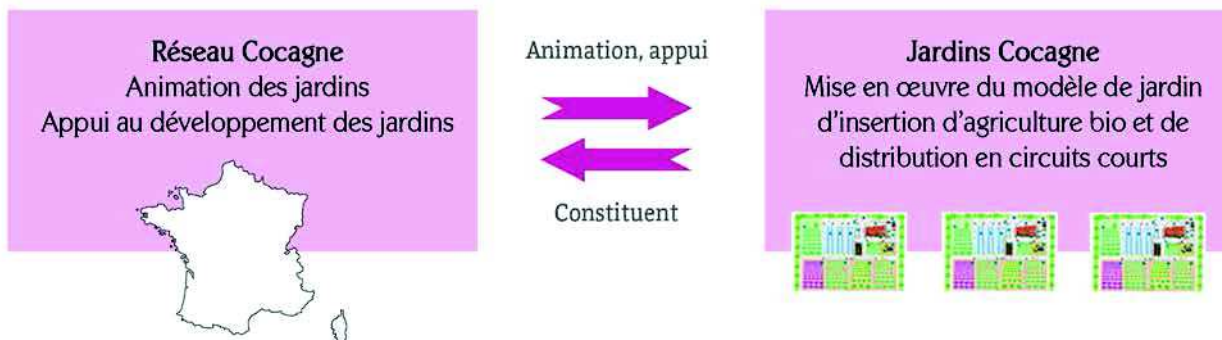 Réseau Cocagne
Animation des jardins
Appui au développement des jardins
Animation, appui
Constituent
Jardins Cocagne
Mise en œuvre du modèle de jardin
d’insertion d’agriculture bio et de
distribution en circuits courts